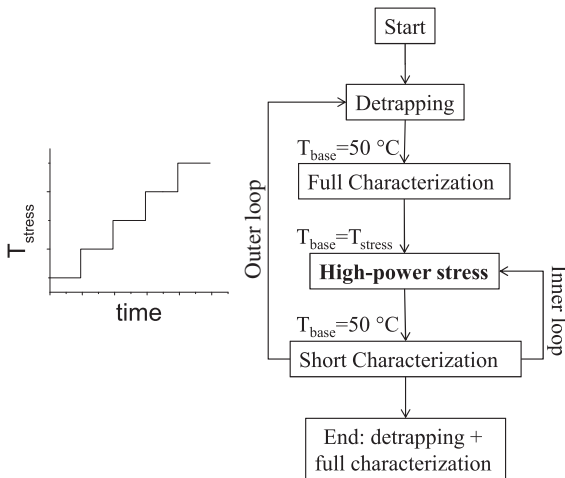 Start
Detrapping
T_base=50 °C
Full Characterization
T_base=T_stress
High-power stress
T_base=50 °C
Short Characterization
End: detrapping +
full characterization
Outer loop
Inner loop
T_stress
time